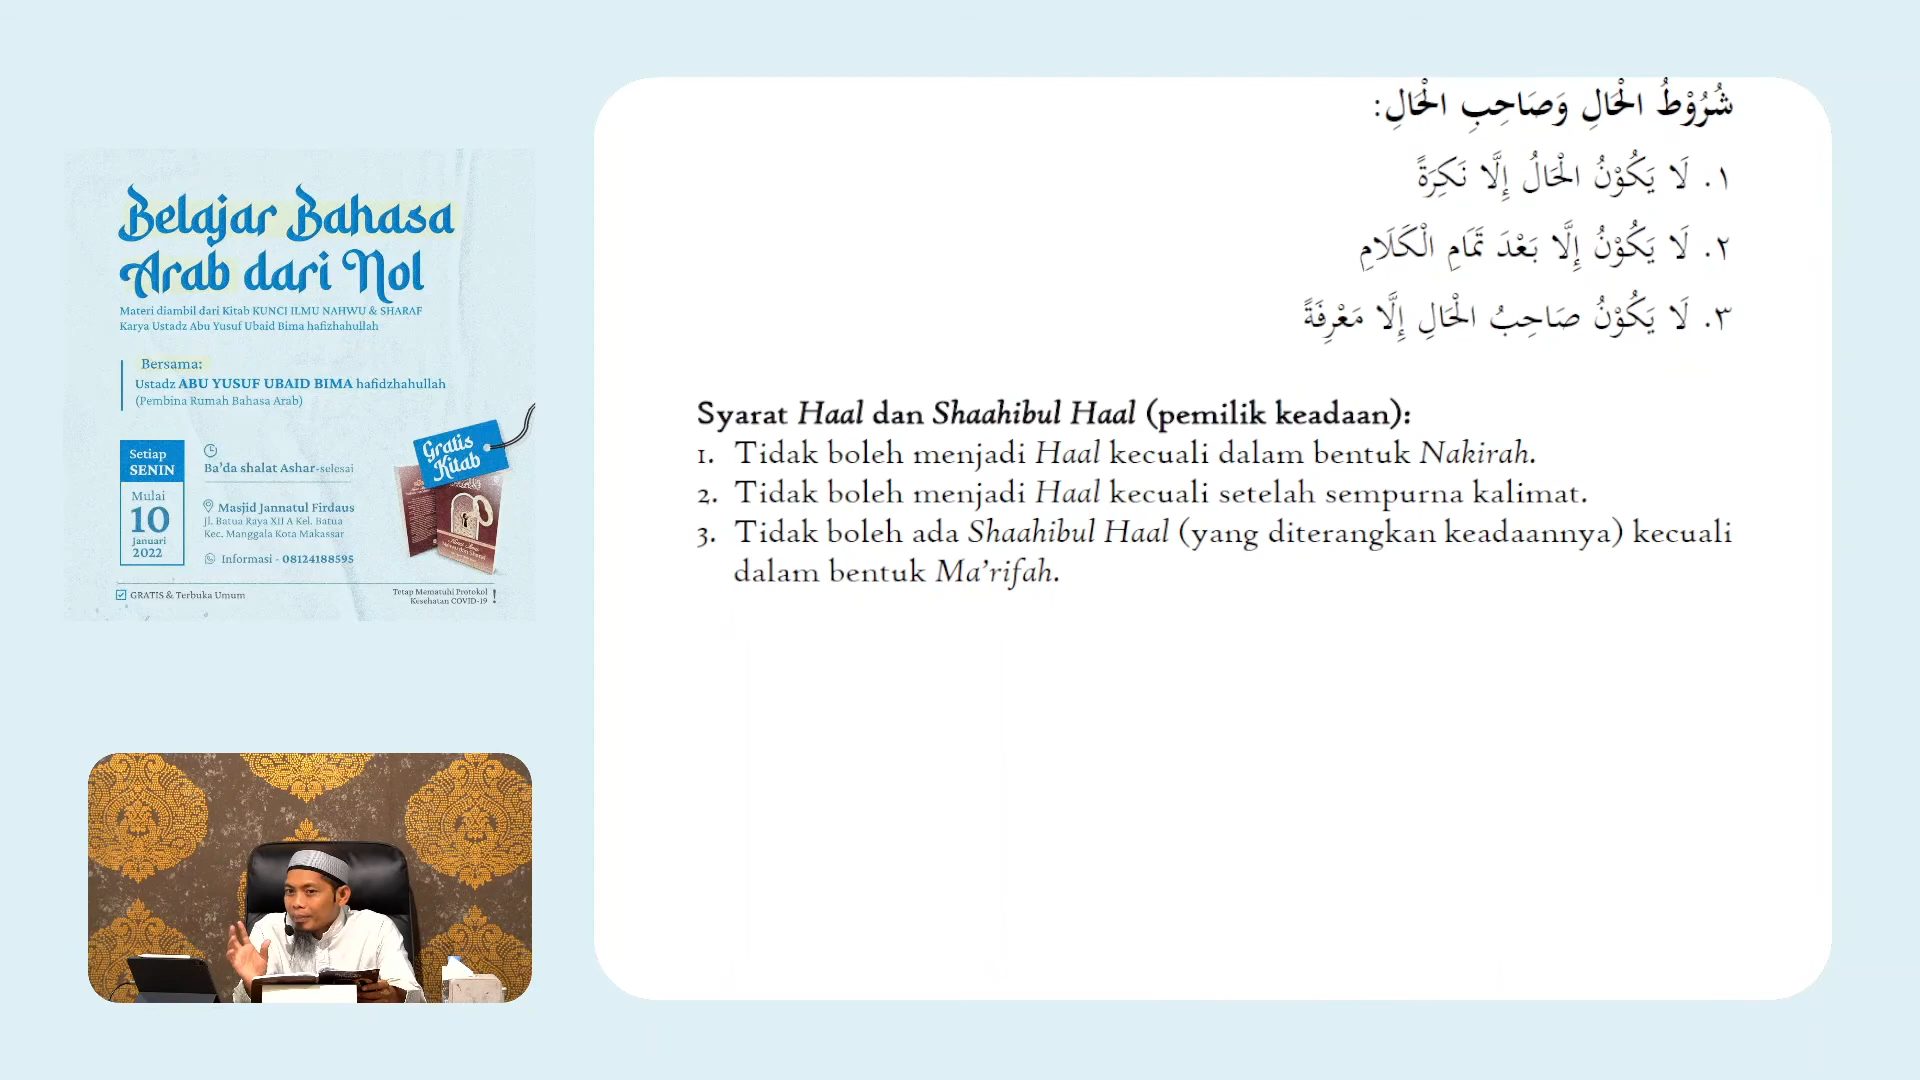 Belajar Bahasa
Arab dari Nol
Materi diambil dari Kitab KUNCI ILMU NAHWU & SHARAF
Karya Ustadz Abu Yusuf Ubaid Bima hafizhahullah
Bersama:
Ustadz ABU YUSUF UBAID BIMA hafidzhahullah
(Pembina Rumah Bahasa Arab)
Setiap
SENIN
Mulai
10
Januari
2022
Ba'da shalat Ashar-selesai
Masjid Jannatul Firdaus
Jl. Batua Raya XII A Kel. Batua
Kec. Manggala Kota Makassar
Informasi - 08124188595
Gratis
Kitab
GRATIS & Terbuka Umum
Tetap Mematuhi Protokol
Kesehatan COVID-19 !
شُرُوْطُ الْحَالِ وَصَاحِبِ الْحَالِ:
١. لَا يَكُوْنُ الْحَالُ إِلَّا نَكِرَةً
٢. لَا يَكُوْنُ إِلَّا بَعْدَ تَمَامِ الْكَلَامِ
٣. لَا يَكُوْنُ صَاحِبُ الْحَالِ إِلَّا مَعْرِفَةً
Syarat Haal dan Shaahibul Haal (pemilik keadaan):
1. Tidak boleh menjadi Haal kecuali dalam bentuk Nakirah.
2. Tidak boleh menjadi Haal kecuali setelah sempurna kalimat.
3. Tidak boleh ada Shaahibul Haal (yang diterangkan keadaannya) kecuali
dalam bentuk Ma'rifah.